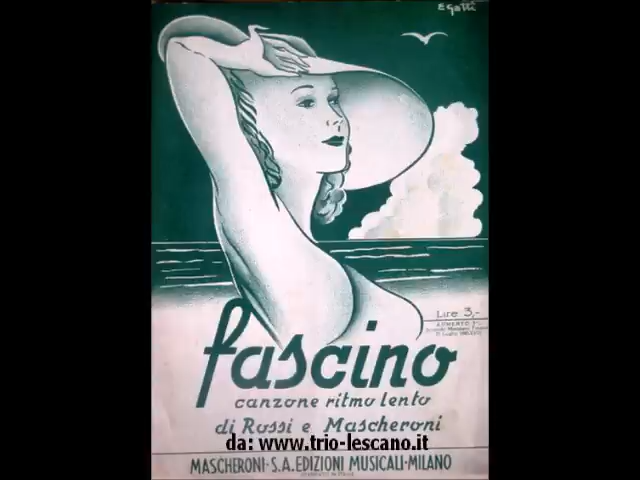 E Gatti
fascino
Lire 3,-
canzone ritmo lento
di Rossi e Mascheroni
da: www.trio-lescano.it
MASCHERONI-S.A. EDIZIONI MUSICALI-MILANO